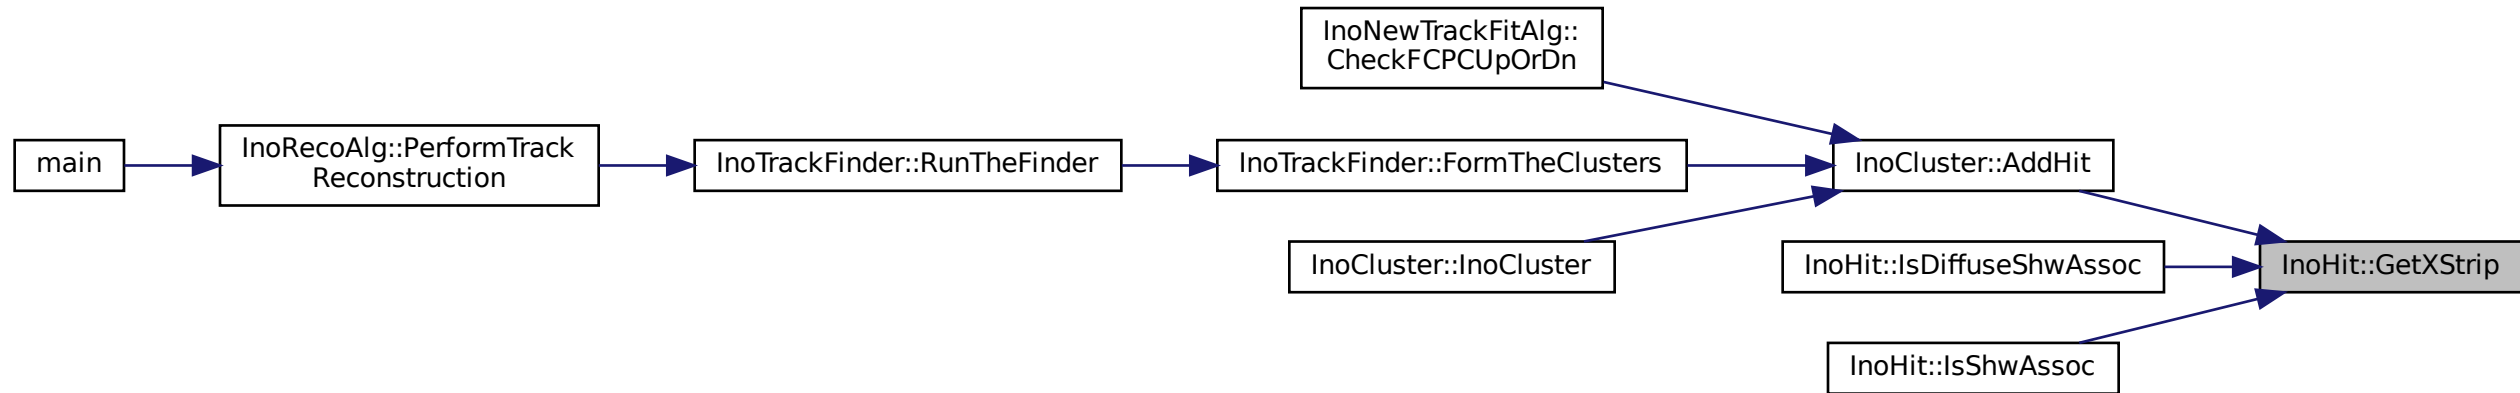 InoNewTrackFitAlg::
CheckFCPCUpOrDn
main
InoRecoAlg::PerformTrack
Reconstruction
InoTrackFinder::RunTheFinder
InoTrackFinder::FormTheClusters
InoCluster::AddHit
InoCluster::InoCluster
InoHit::IsDiffuseShwAssoc
InoHit::GetXStrip
InoHit::IsShwAssoc